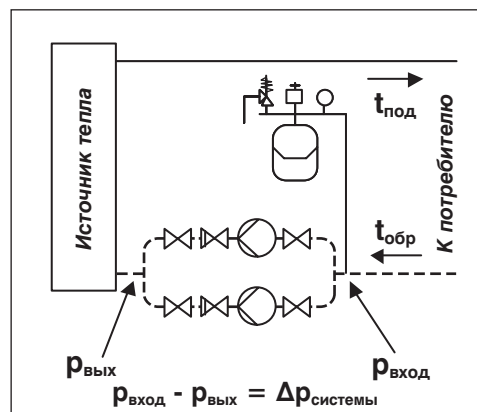 Источник тепла
tпод
К потребителю
tобр
pвых
pвход
pвход - pвых = Δpсистемы